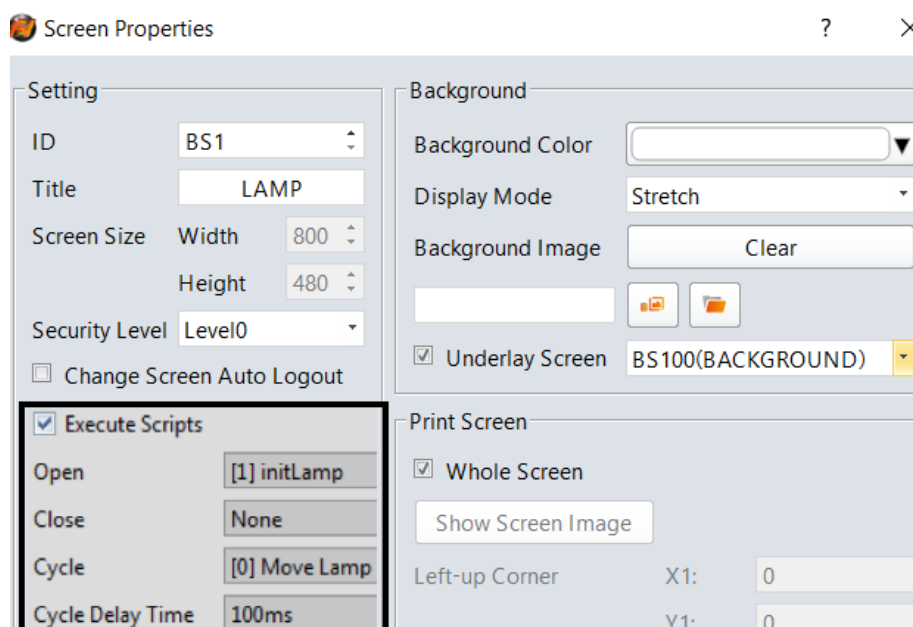 Screen Properties ?
Setting
ID BS1
Title LAMP
Screen Size Width 800
Height 480
Security Level Level0
Change Screen Auto Logout
Execute Scripts
Open [1] initLamp
Close None
Cycle [0] Move Lamp
Cycle Delay Time 100ms
Background
Background Color
Display Mode Stretch
Background Image Clear
Underlay Screen BS100(BACKGROUND)
Print Screen
Whole Screen
Show Screen Image
Left-up Corner X1: 0
Y1: 0